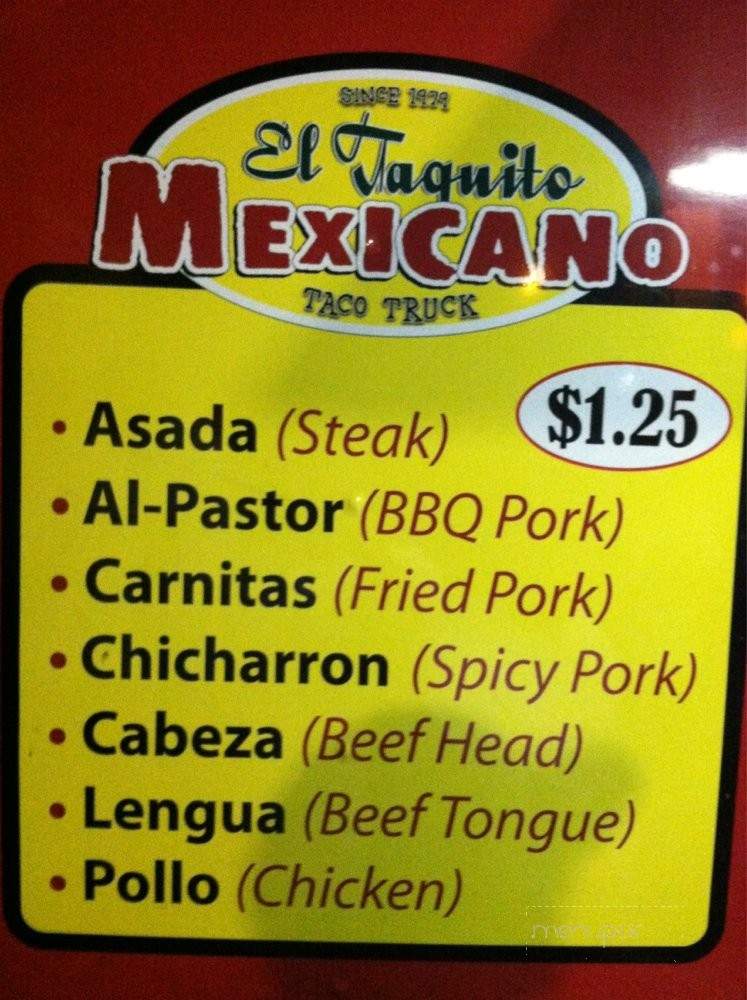 SINCE 1979
El Taquito
MEXICANO
TACO TRUCK
$1.25
• Asada (Steak)
• Al-Pastor (BBQ Pork)
• Carnitas (Fried Pork)
• Chicharron (Spicy Pork)
• Cabeza (Beef Head)
• Lengua (Beef Tongue)
• Pollo (Chicken)
menupix